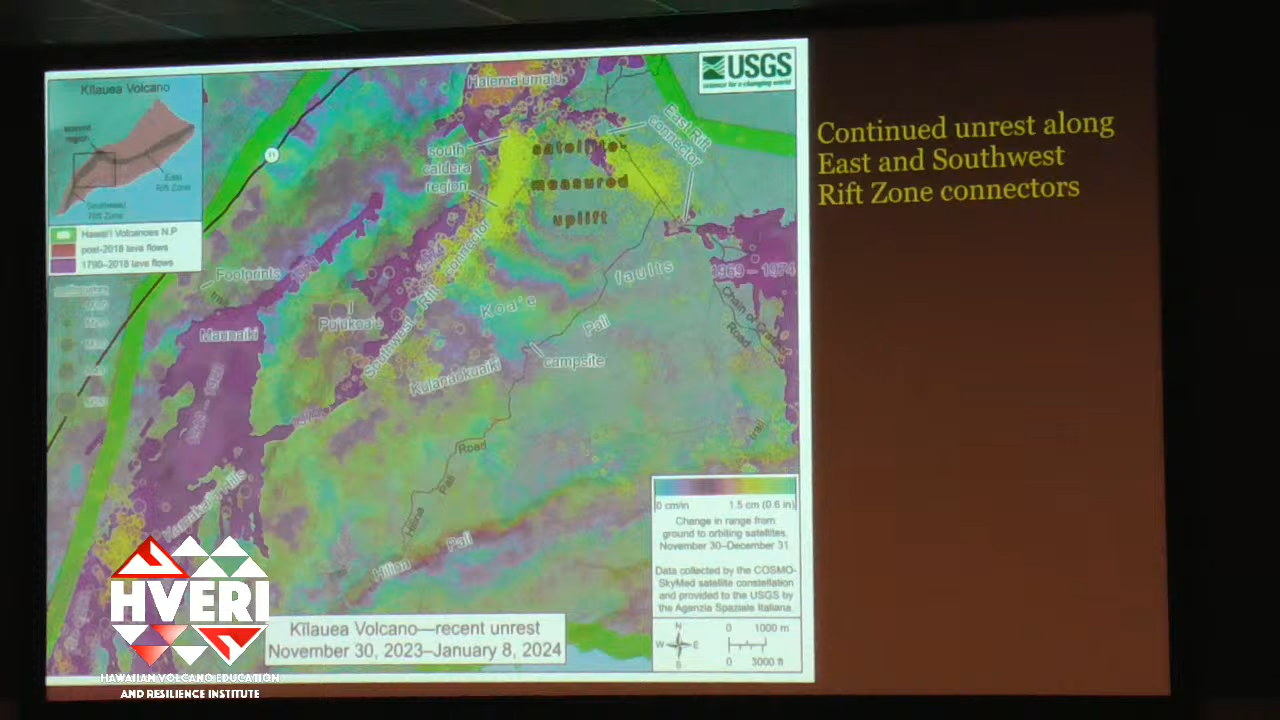 Kīlauea Volcano
region
East
Rift Zone
Southwest
Rift Zone
Hawai'i Volcanoes N.P
post-2018 lava flows
1790–2018 lava flows
11
Halema'uma'u
USGS
science for a changing world
East Rift
connector
south
caldera
region
satellite-
measured
uplift
Southwest Rift connector
Footprints
trail
Pu'ukoa'e
Koa'e
faults
1969 – 1974
Chain of Craters
Road
Pali
campsite
Kulanaokuaiki
1974
trail
Road
Pali
Hilina
Hilina Pali
0 cm/in
1.5 cm (0.6 in)
Change in range from
ground to orbiting satellites.
November 30–December 31
Data collected by the COSMO-
SkyMed satellite constellation
and provided to the USGS by
the Agenzia Spaziale Italiana.
N
W
E
S
0 1000 m
0 3000 ft
Kīlauea Volcano—recent unrest
November 30, 2023–January 8, 2024
Continued unrest along
East and Southwest
Rift Zone connectors
HVERI
HAWAIIAN VOLCANO EDUCATION
AND RESILIENCE INSTITUTE